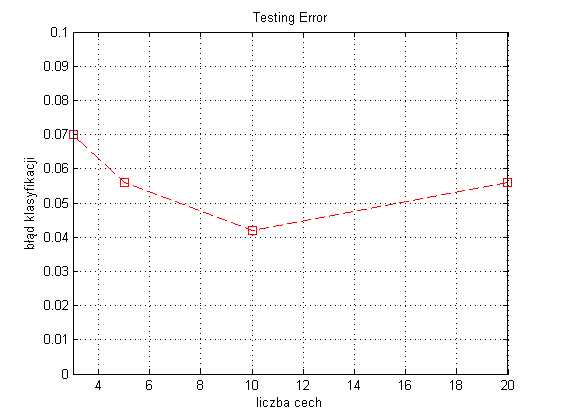 Testing Error
0.1
0.09
0.08
0.07
0.06
0.05
0.04
0.03
0.02
0.01
0
błąd klasyfikacji
4 6 8 10 12 14 16 18 20
liczba cech